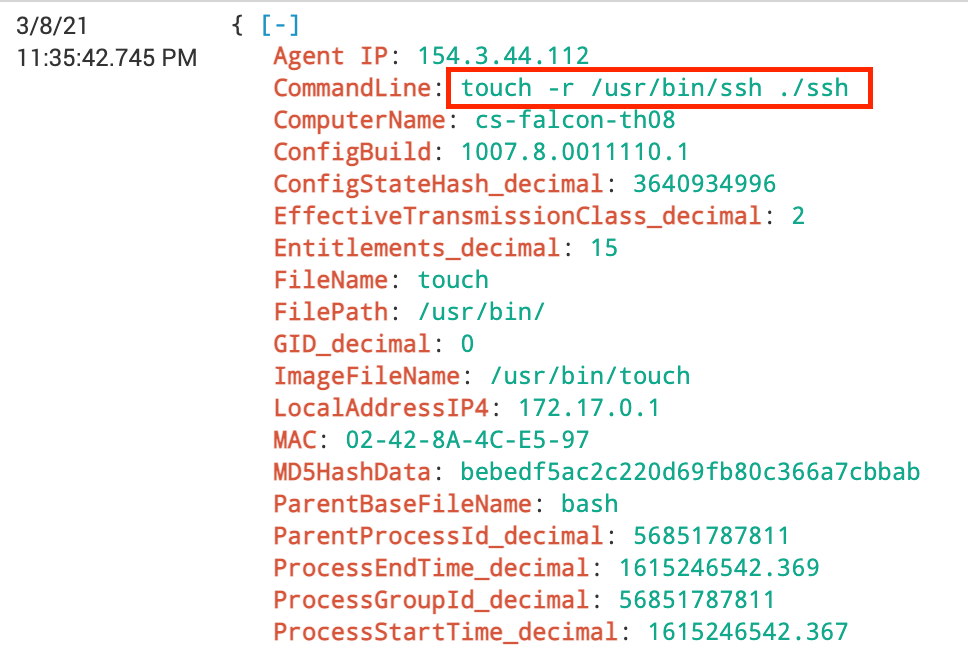 3/8/21 { [-]
11:35:42.745 PM Agent IP: 154.3.44.112
CommandLine: touch -r /usr/bin/ssh ./ssh
ComputerName: cs-falcon-th08
ConfigBuild: 1007.8.0011110.1
ConfigStateHash_decimal: 3640934996
EffectiveTransmissionClass_decimal: 2
Entitlements_decimal: 15
FileName: touch
FilePath: /usr/bin/
GID_decimal: 0
ImageFileName: /usr/bin/touch
LocalAddressIP4: 172.17.0.1
MAC: 02-42-8A-4C-E5-97
MD5HashData: bebedf5ac2c220d69fb80c366a7cbbab
ParentBaseFileName: bash
ParentProcessId_decimal: 56851787811
ProcessEndTime_decimal: 1615246542.369
ProcessGroupId_decimal: 56851787811
ProcessStartTime_decimal: 1615246542.367